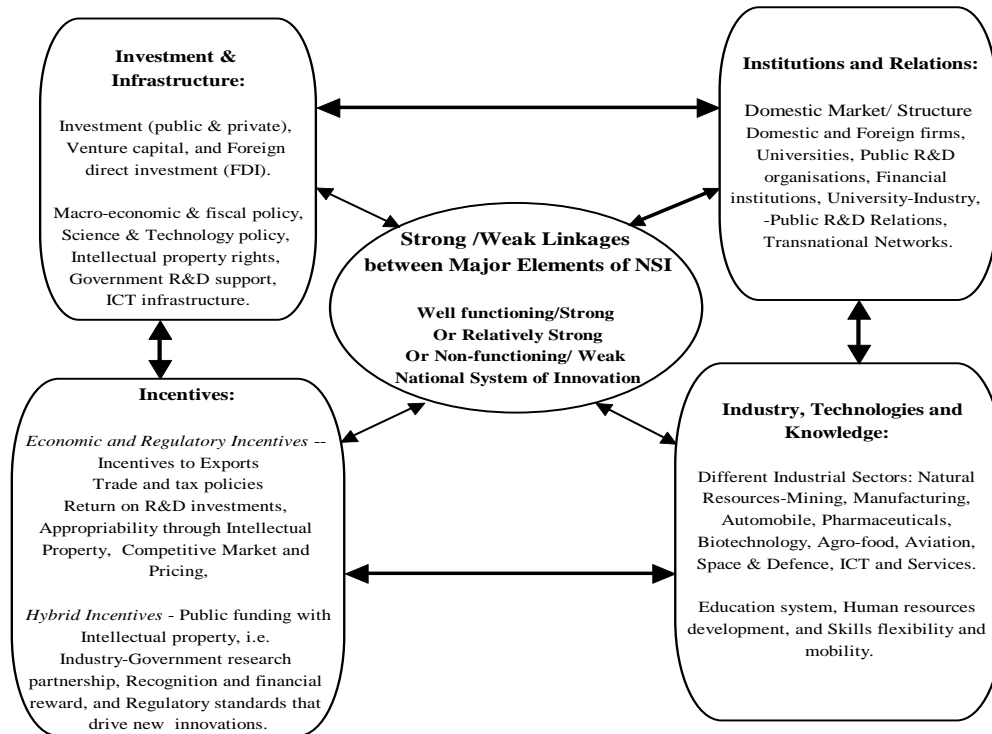 Investment &
Infrastructure:
Investment (public & private),
Venture capital, and Foreign
direct investment (FDI).
Macro-economic & fiscal policy,
Science & Technology policy,
Intellectual property rights,
Government R&D support,
ICT infrastructure.
Institutions and Relations:
Domestic Market/ Structure
Domestic and Foreign firms,
Universities, Public R&D
organisations, Financial
institutions, University-Industry,
-Public R&D Relations,
Transnational Networks.
Strong /Weak Linkages
between Major Elements of NSI
Well functioning/Strong
Or Relatively Strong
Or Non-functioning/ Weak
National System of Innovation
Incentives:
Economic and Regulatory Incentives --
Incentives to Exports
Trade and tax policies
Return on R&D investments,
Appropriability through Intellectual
Property, Competitive Market and
Pricing,
Hybrid Incentives - Public funding with
Intellectual property, i.e.
Industry-Government research
partnership, Recognition and financial
reward, and Regulatory standards that
drive new innovations.
Industry, Technologies and
Knowledge:
Different Industrial Sectors: Natural
Resources-Mining, Manufacturing,
Automobile, Pharmaceuticals,
Biotechnology, Agro-food, Aviation,
Space & Defence, ICT and Services.
Education system, Human resources
development, and Skills flexibility and
mobility.